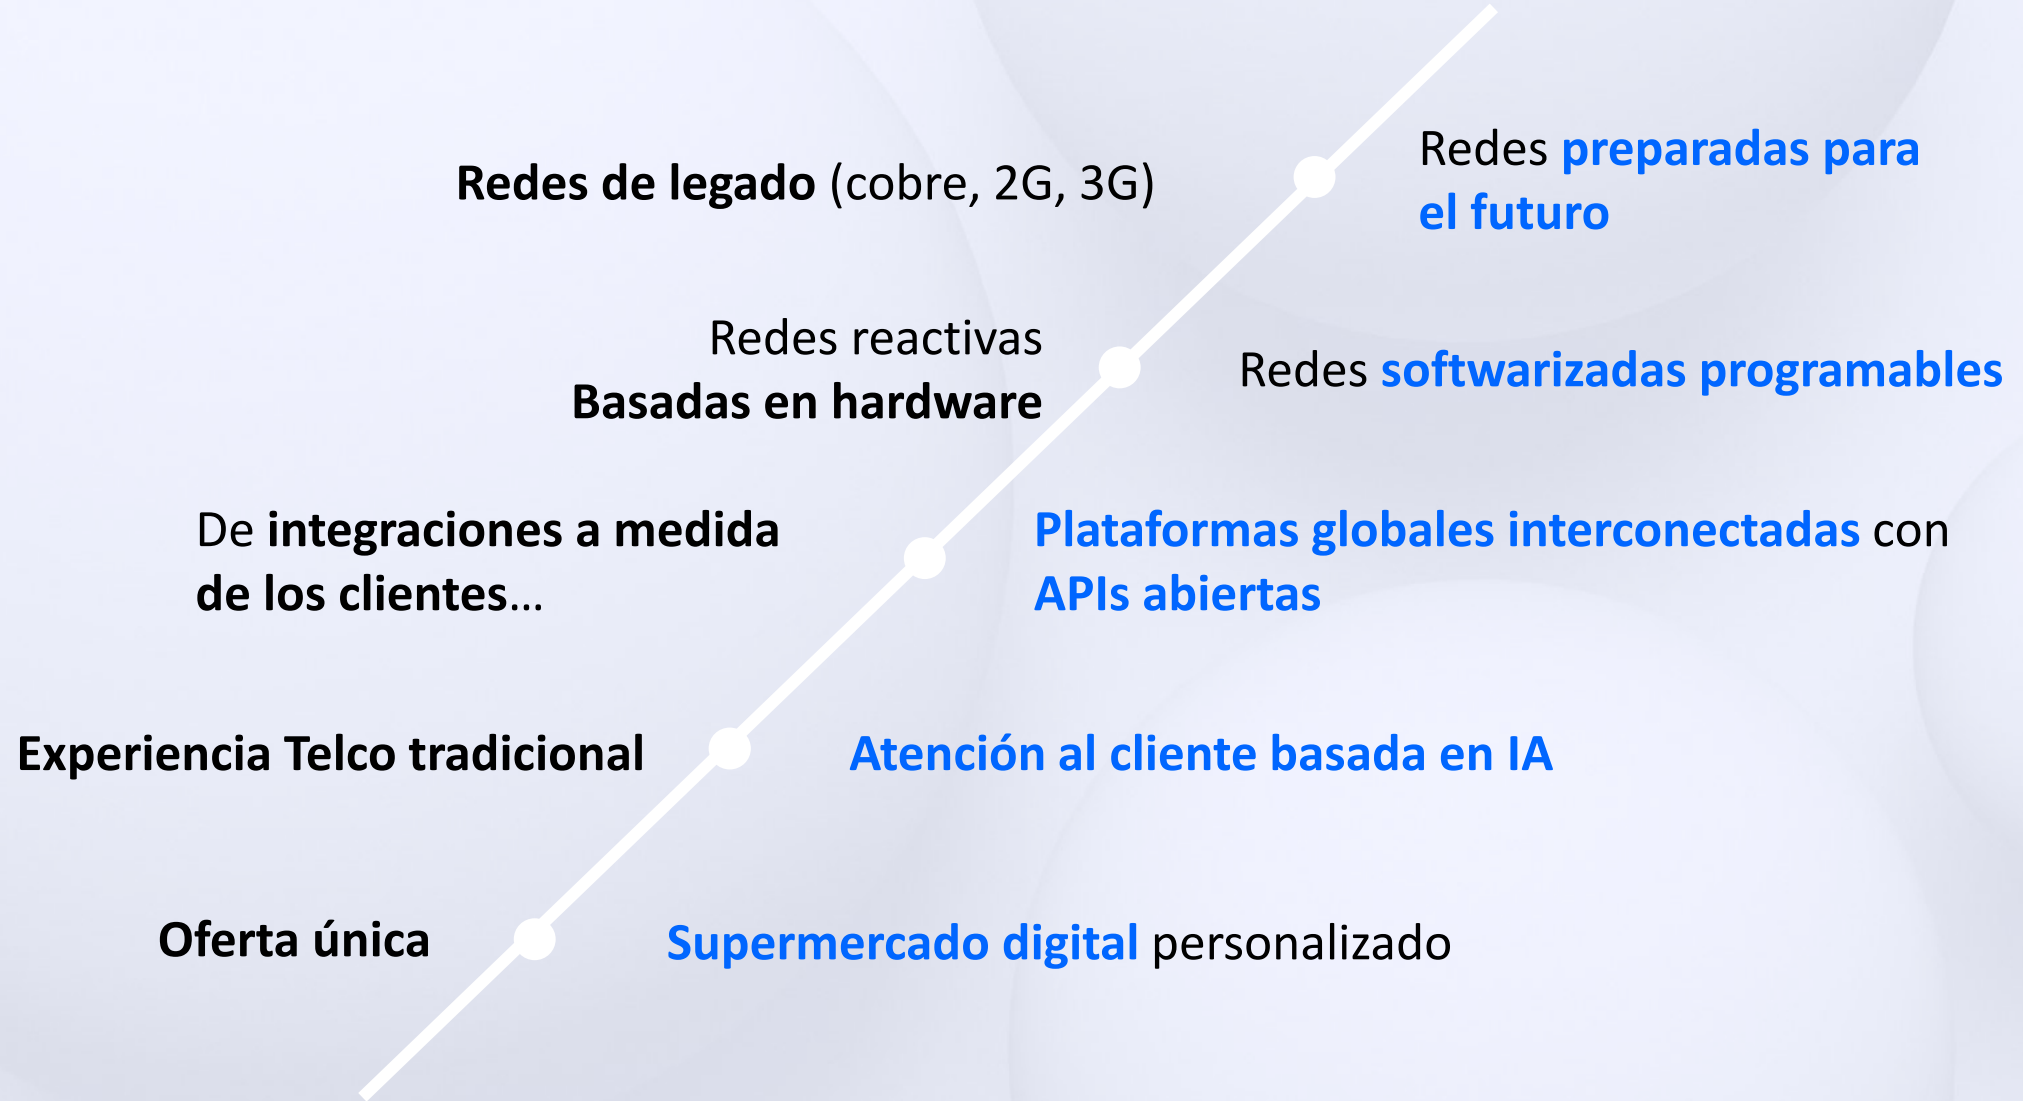 Redes de legado (cobre, 2G, 3G)
Redes preparadas para
el futuro
Redes reactivas
Basadas en hardware
Redes softwarizadas programables
De integraciones a medida
de los clientes...
Plataformas globales interconectadas con
APIs abiertas
Experiencia Telco tradicional
Atención al cliente basada en IA
Oferta única
Supermercado digital personalizado